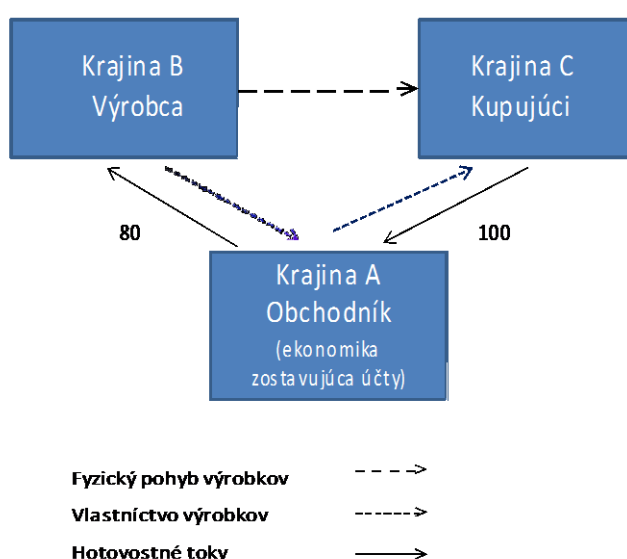 Krajina B
Výrobca
Krajina C
Kupujúci
80
100
Krajina A
Obchodník
(ekonomika
zostavujúca účty)
Fyzický pohyb výrobkov
Vlastníctvo výrobkov
Hotovostné toky